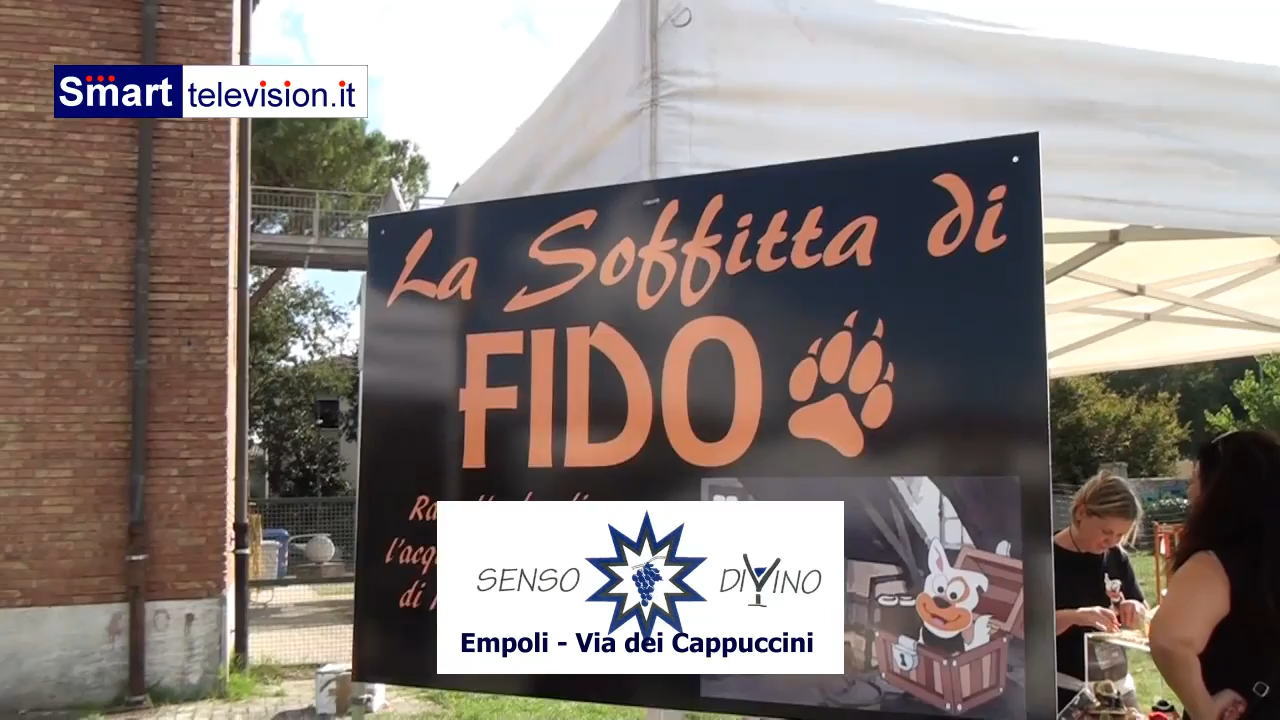 Smart television.it
La Soffitta di
FIDO
SENSO DIVINO
Empoli - Via dei Cappuccini